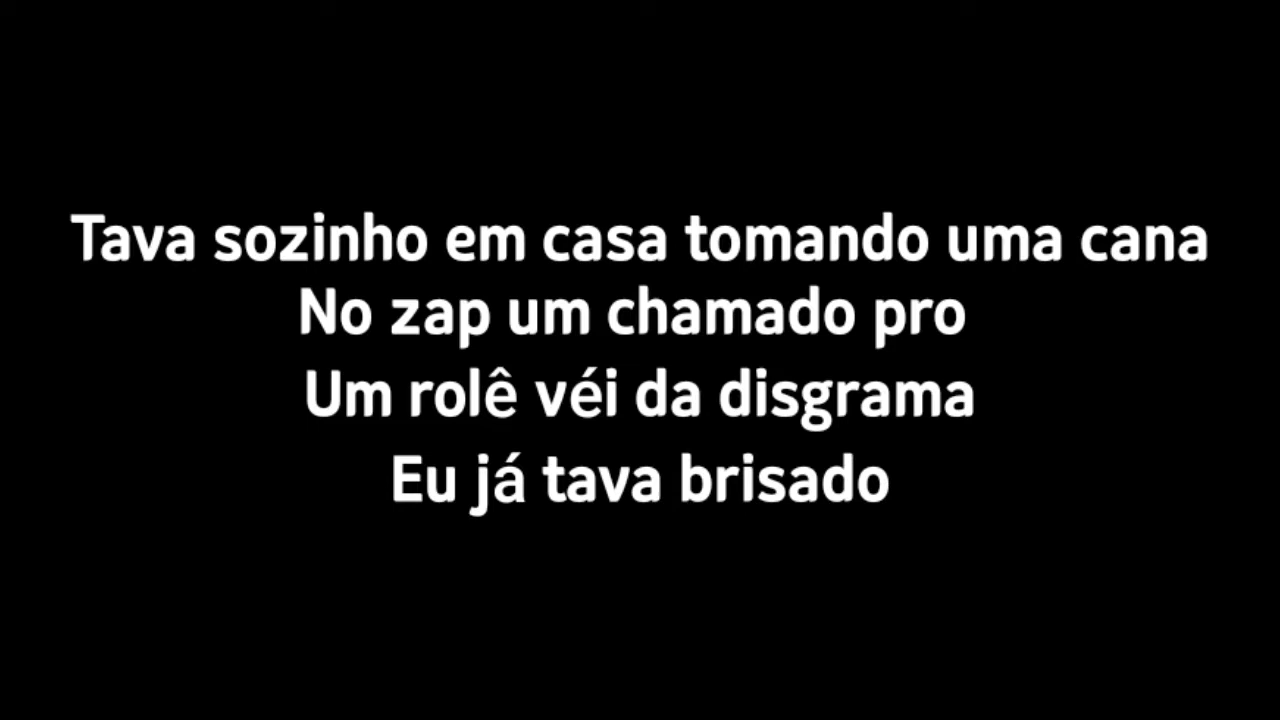 Tava sozinho em casa tomando uma cana
No zap um chamado pro
Um rolê véi da disgrama
Eu já tava brisado